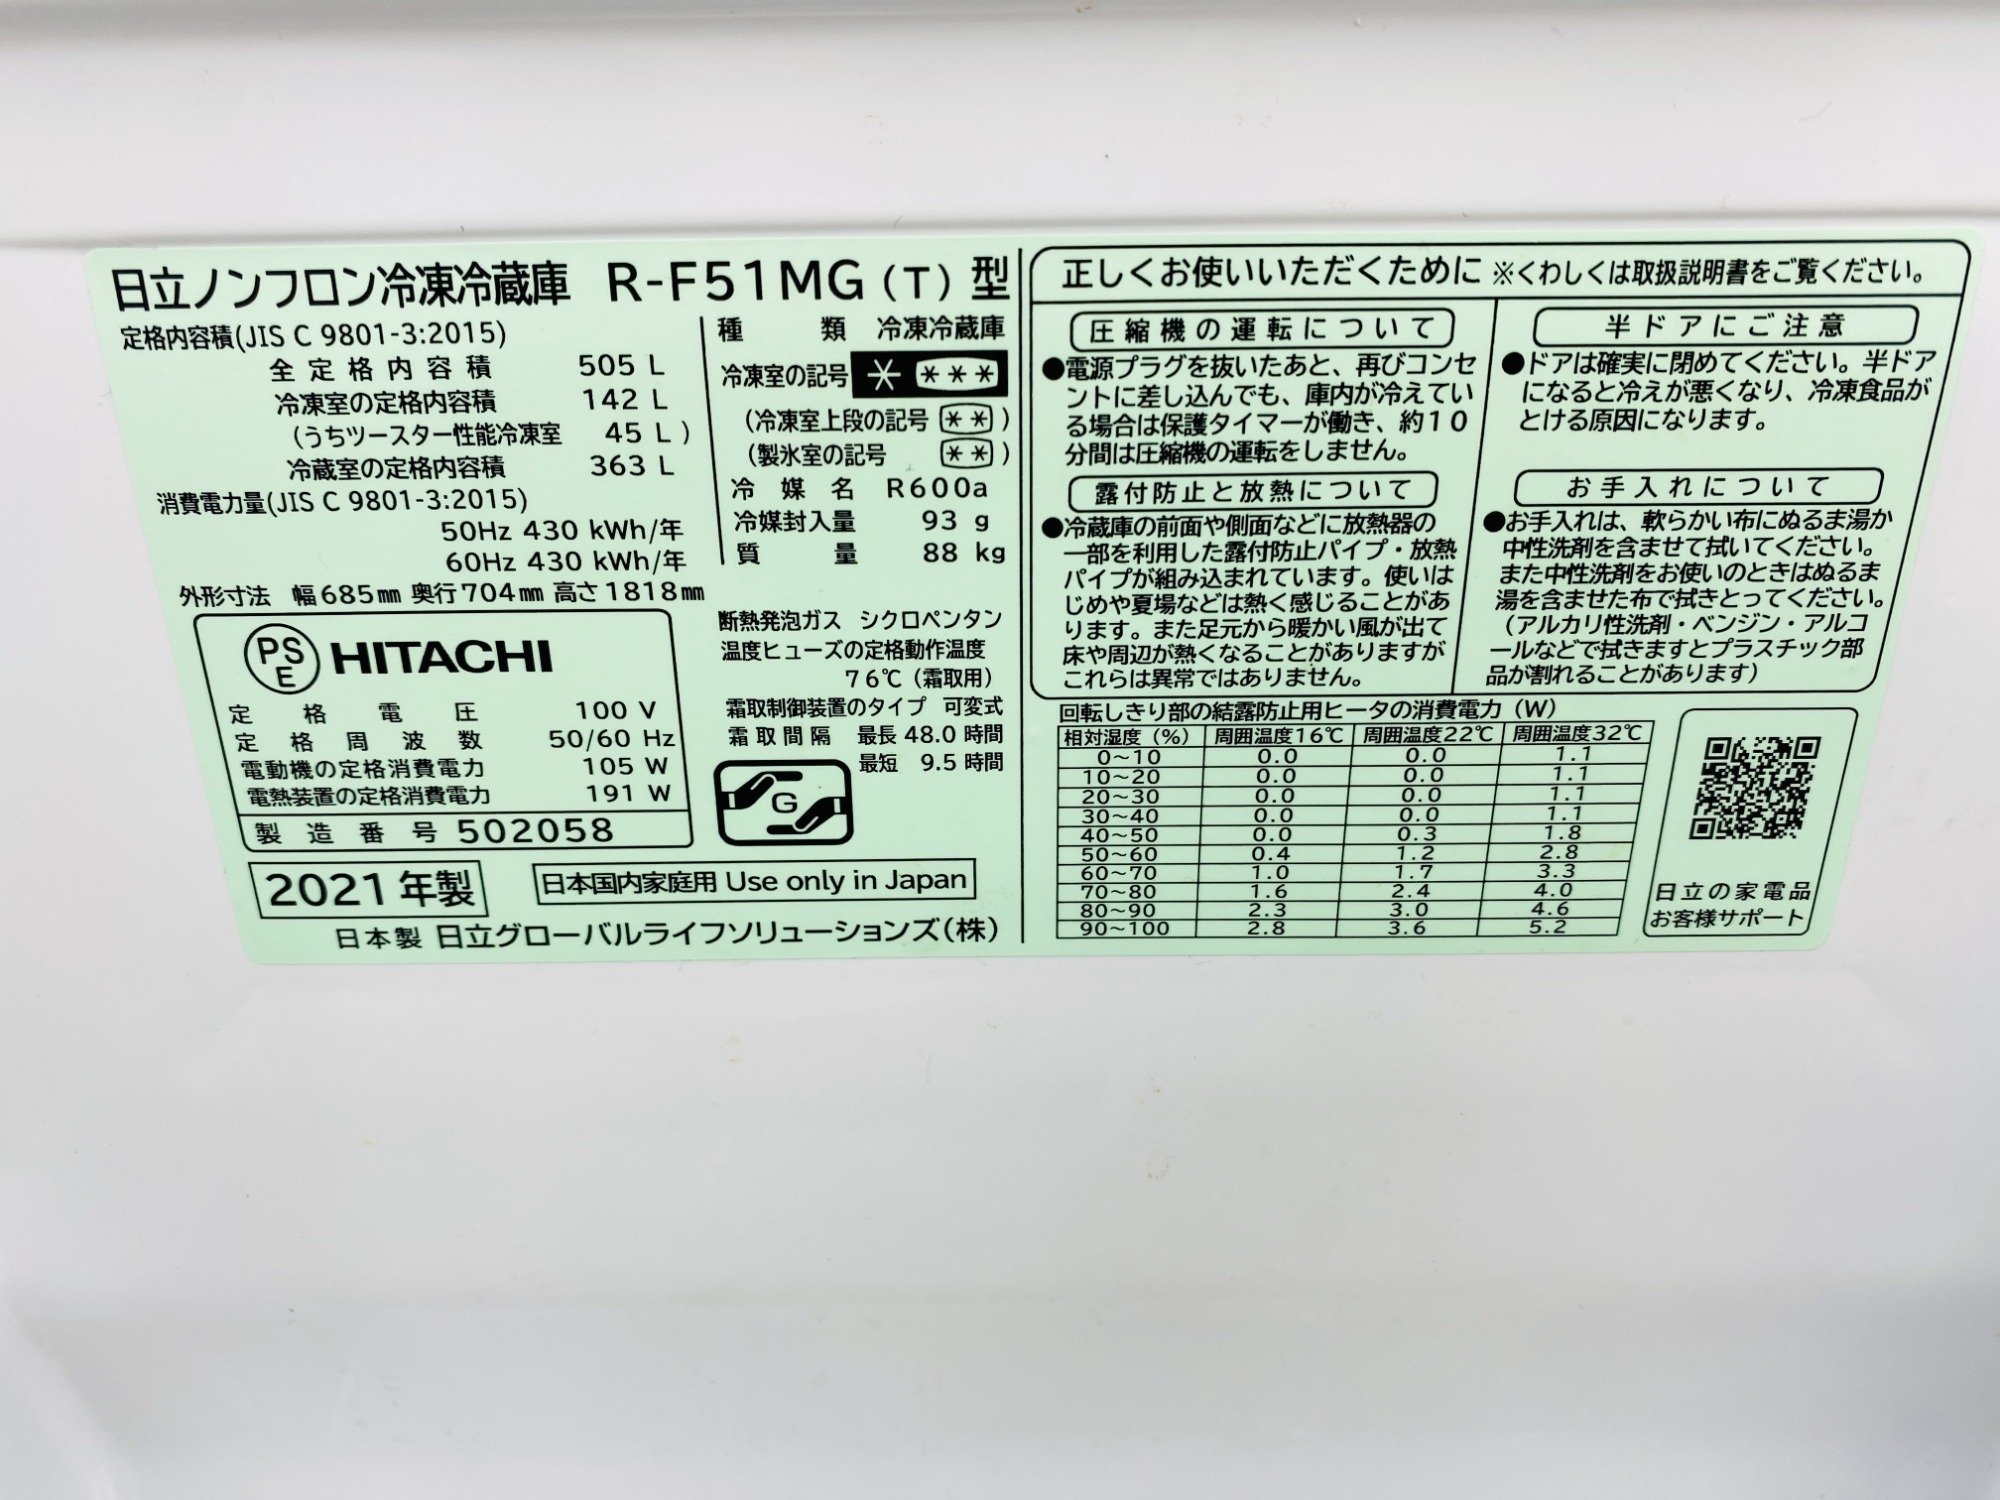 日立ノンフロン冷凍冷蔵庫 R-F51MG(T)型
定格内容積(JIS C 9801-3:2015)
全定格内容積 505 L
冷凍室の定格内容積 142 L
(うちツースター性能冷凍室 45 L)
冷蔵室の定格内容積 363 L
消費電力量(JIS C 9801-3:2015)
50Hz 430 kWh/年
60Hz 430 kWh/年
外形寸法 幅685㎜ 奥行704㎜ 高さ1818㎜
PSE HITACHI
定格電圧 100 V
定格周波数 50/60 Hz
電動機の定格消費電力 105 W
電熱装置の定格消費電力 191 W
製造番号 502058
2021年製
種類 冷凍冷蔵庫
冷凍室の記号 * ***
(冷凍室上段の記号 **)
(製氷室の記号 **)
冷媒名 R600a
冷媒封入量 93 g
質量 88 kg
断熱発泡ガス シクロペンタン
温度ヒューズの定格動作温度
76℃(霜取用)
霜取制御装置のタイプ 可変式
霜取間隔 最長 48.0 時間
最短 9.5 時間
G
日本国内家庭用 Use only in Japan
日本製 日立グローバルライフソリューションズ(株)
正しくお使いいただくために ※くわしくは取扱説明書をご覧ください。
圧縮機の運転について
●電源プラグを抜いたあと、再びコンセ
ントに差し込んでも、庫内が冷えてい
る場合は保護タイマーが働き、約10
分間は圧縮機の運転をしません。
露付防止と放熱について
●冷蔵庫の前面や側面などに放熱器の
一部を利用した露付防止パイプ・放熱
パイプが組み込まれています。使いは
じめや夏場などは熱く感じることがあ
ります。また足元から暖かい風が出て
床や周辺が熱くなることがありますが
これらは異常ではありません。
半ドアにご注意
●ドアは確実に閉めてください。半ドア
になると冷えが悪くなり、冷凍食品が
とける原因になります。
お手入れについて
●お手入れは、軟らかい布にぬるま湯か
中性洗剤を含ませて拭いてください。
また中性洗剤をお使いのときはぬるま
湯を含ませた布で拭きとってください。
(アルカリ性洗剤・ベンジン・アルコ
ールなどで拭きますとプラスチック部
品が割れることがあります)
回転しきり部の結露防止用ヒータの消費電力(W)
相対湿度(%) 周囲温度16℃ 周囲温度22℃ 周囲温度32℃
0~10 0.0 0.0 1.1
10~20 0.0 0.0 1.1
20~30 0.0 0.0 1.1
30~40 0.0 0.0 1.1
40~50 0.0 0.3 1.8
50~60 0.4 1.2 2.8
60~70 1.0 1.7 3.3
70~80 1.6 2.4 4.0
80~90 2.3 3.0 4.6
90~100 2.8 3.6 5.2
日立の家電品
お客様サポート